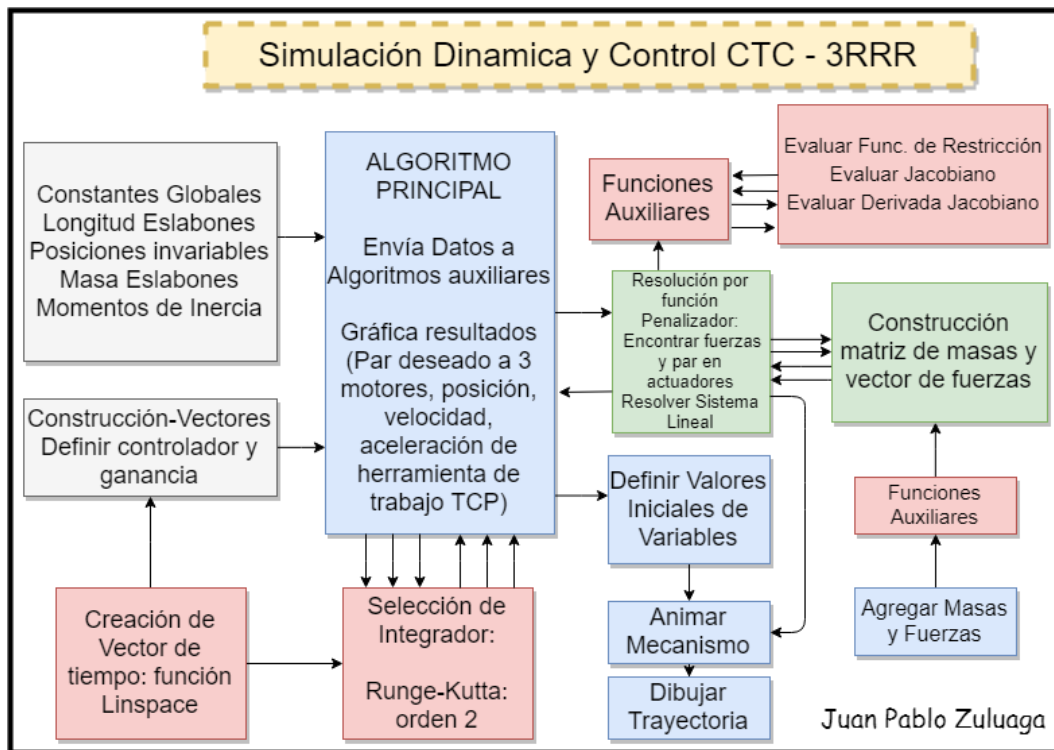 Simulación Dinamica y Control CTC - 3RRR
Constantes Globales
Longitud Eslabones
Posiciones invariables
Masa Eslabones
Momentos de Inercia
Construcción-Vectores
Definir controlador y
ganancia
Creación de
Vector de
tiempo: función
Linspace
ALGORITMO
PRINCIPAL
Envía Datos a
Algoritmos auxiliares
Gráfica resultados
(Par deseado a 3
motores, posición,
velocidad,
aceleración de
herramienta de
trabajo TCP)
Selección de
Integrador:
Runge-Kutta:
orden 2
Funciones
Auxiliares
Evaluar Func. de Restricción
Evaluar Jacobiano
Evaluar Derivada Jacobiano
Resolución por
función
Penalizador:
Encontrar fuerzas
y par en
actuadores
Resolver Sistema
Lineal
Construcción
matriz de masas y
vector de fuerzas
Definir Valores
Iniciales de
Variables
Animar
Mecanismo
Dibujar
Trayectoria
Funciones
Auxiliares
Agregar Masas
y Fuerzas
Juan Pablo Zuluaga